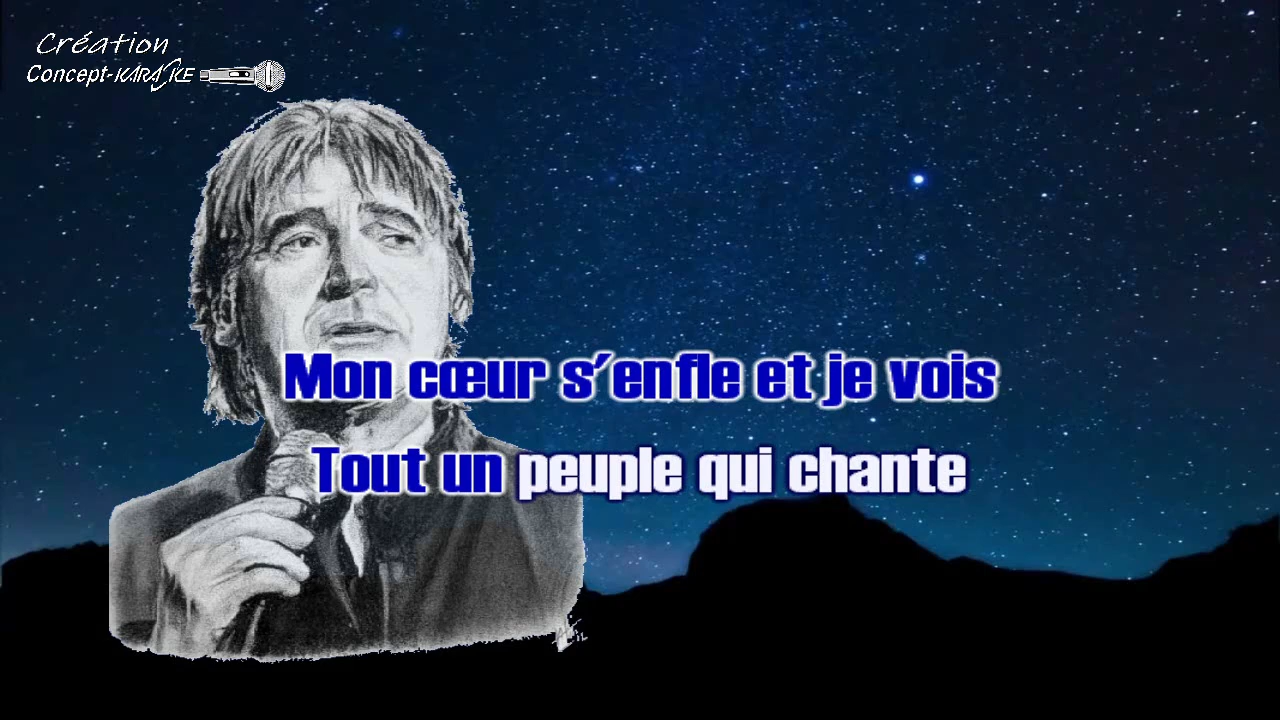 Création
Concept-KARAOKE
Mon cœur s'enfle et je vois
Tout un peuple qui chante